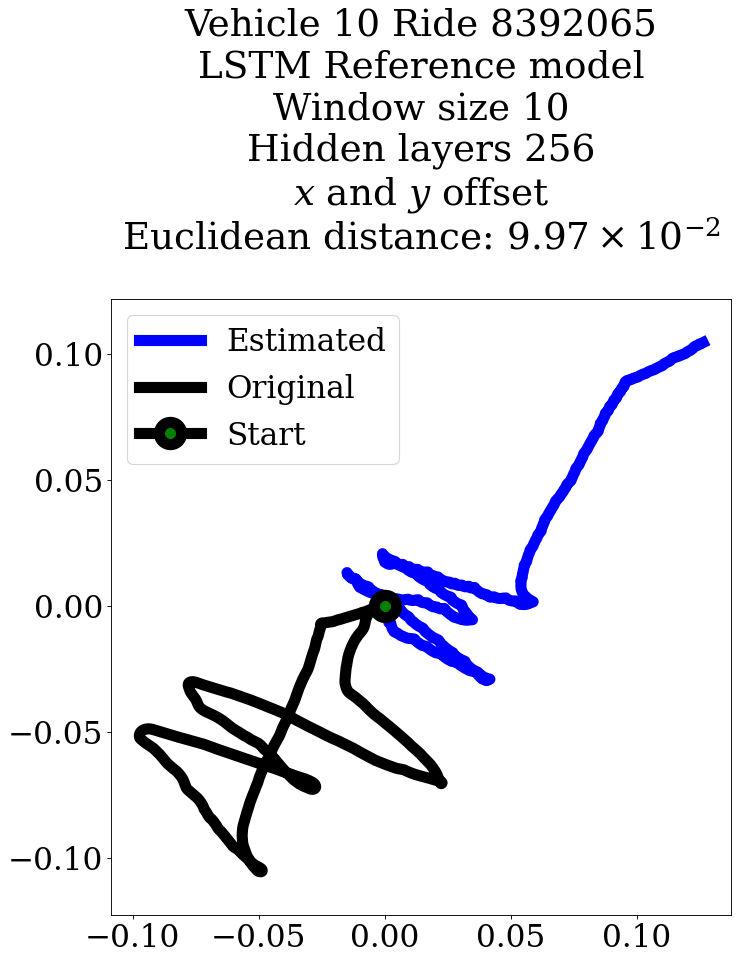 Vehicle 10 Ride 8392065
LSTM Reference model
Window size 10
Hidden layers 256
x and y offset
Euclidean distance: 9.97 × 10⁻²
Estimated
Original
Start
0.10
0.05
0.00
−0.05
−0.10
−0.10 −0.05 0.00 0.05 0.10